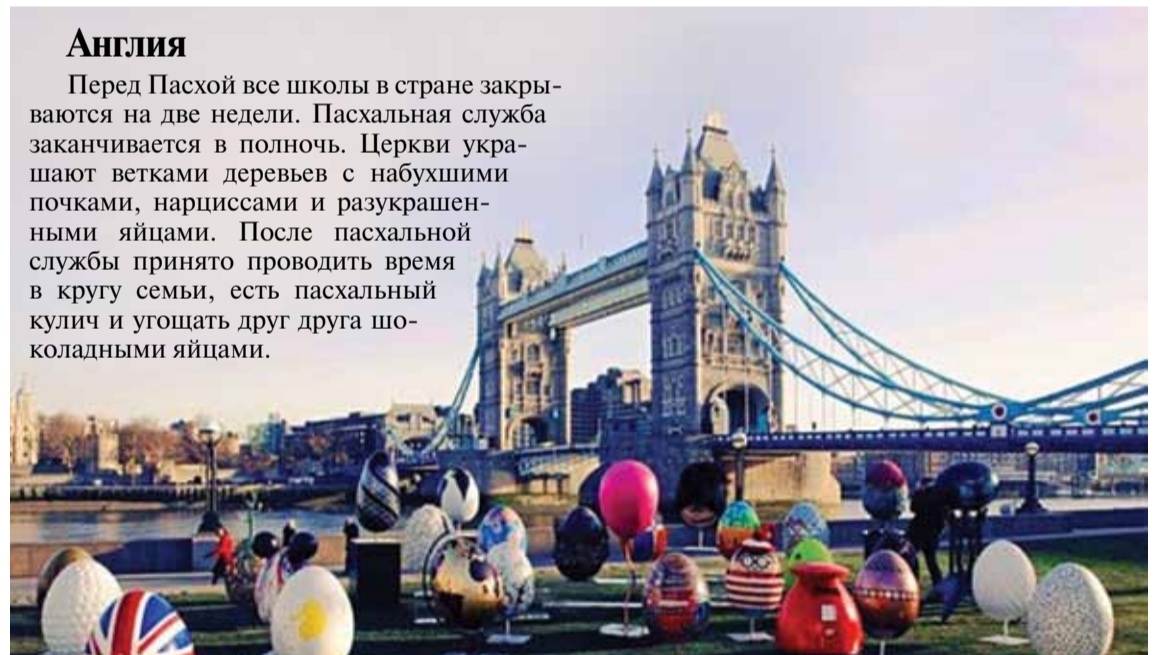 Англия
Перед Пасхой все школы в стране закры-
ваются на две недели. Пасхальная служба
заканчивается в полночь. Церкви укра-
шают ветками деревьев с набухшими
почками, нарциссами и разукрашен-
ными яйцами. После пасхальной
службы принято проводить время
в кругу семьи, есть пасхальный
кулич и угощать друг друга шо-
коладными яйцами.